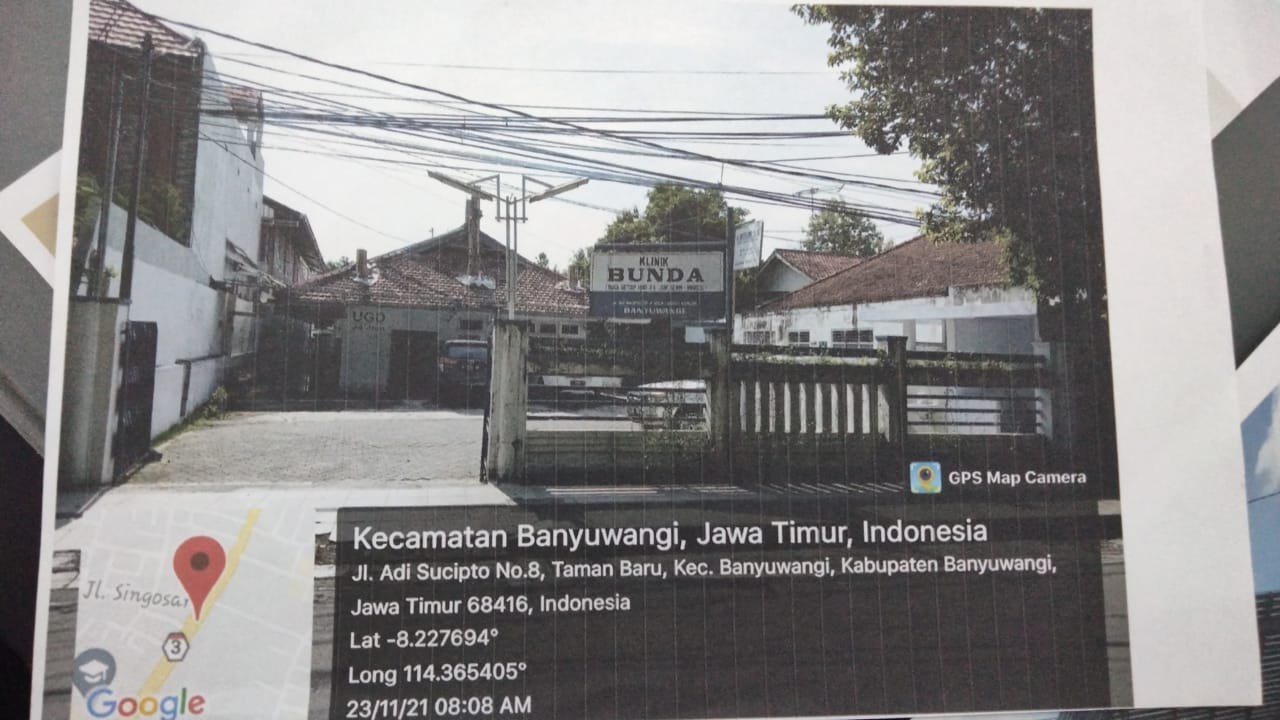 KLINIK
BUNDA
BANYUWANGI
UGD
GPS Map Camera
Kecamatan Banyuwangi, Jawa Timur, Indonesia
Jl. Adi Sucipto No.8, Taman Baru, Kec. Banyuwangi, Kabupaten Banyuwangi,
Jawa Timur 68416, Indonesia
Lat -8.227694°
Long 114.365405°
23/11/21 08:08 AM
Jl. Singosari
3
Google